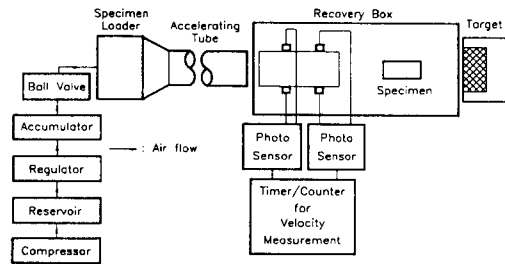 Specimen
Loader
Accelerating
Tube
Recovery Box
Target
Ball Valve
Specimen
Accumulator
: Air flow
Photo
Sensor
Photo
Sensor
Regulator
Timer/Counter
for
Velocity
Measurement
Reservoir
Compressor